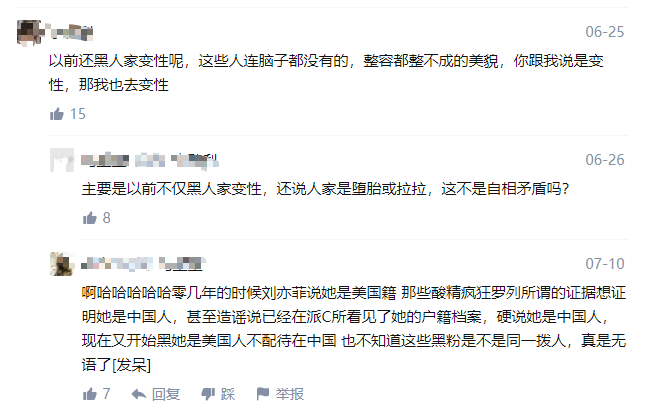 06-25
以前还黑人家变性呢，这些人连脑子都没有的，整容都整不成的美貌，你跟我说是变
性，那我也去变性
15
06-26
主要是以前不仅黑人家变性，还说人家是堕胎或拉拉，这不是自相矛盾吗？
8
07-10
啊哈哈哈哈哈零几年的时候刘亦菲说她是美国籍 那些酸精疯狂罗列所谓的证据想证
明她是中国人，甚至造谣说已经在派C所看见了她的户籍档案，硬说她是中国人，
现在又开始黑她是美国人不配待在中国 也不知道这些黑粉是不是同一拨人，真是无
语了[发呆]
7 回复 踩 举报